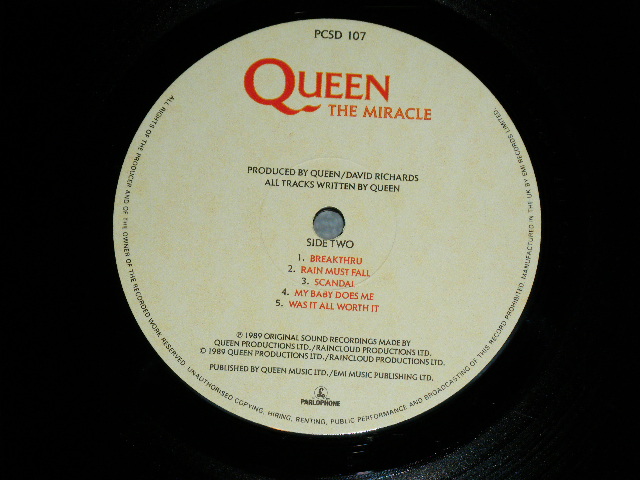 PCSD 107
QUEEN
THE MIRACLE
PRODUCED BY QUEEN/DAVID RICHARDS
ALL TRACKS WRITTEN BY QUEEN
SIDE TWO
1. BREAKTHRU
2. RAIN MUST FALL
3. SCANDAL
4. MY BABY DOES ME
5. WAS IT ALL WORTH IT
℗ 1989 ORIGINAL SOUND RECORDINGS MADE BY
QUEEN PRODUCTIONS LTD./RAINCLOUD PRODUCTIONS LTD.
© 1989 QUEEN PRODUCTIONS LTD./RAINCLOUD PRODUCTIONS LTD.
PUBLISHED BY QUEEN MUSIC LTD./EMI MUSIC PUBLISHING LTD.
PARLOPHONE
ALL RIGHTS OF THE PRODUCER AND OF THE OWNER OF THE RECORDED WORK RESERVED. UNAUTHORISED COPYING, HIRING, RENTING, PUBLIC PERFORMANCE AND BROADCASTING OF THIS RECORD PROHIBITED. MANUFACTURED IN THE UK BY EMI RECORDS LIMITED.